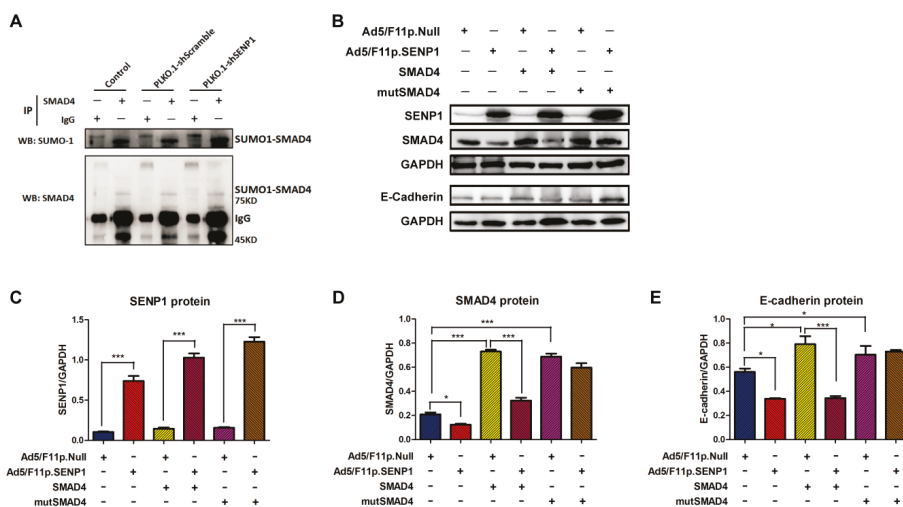 A
Control
PLKO.1-shScramble
PLKO.1-shSENP1
IP
SMAD4 — + — + — +
IgG + — + — + —
WB: SUMO-1
SUMO1-SMAD4
WB: SMAD4
SUMO1-SMAD4
75KD
IgG
45KD
B
Ad5/F11p.Null + — + — + —
Ad5/F11p.SENP1 — + — + — +
SMAD4 — — + + — —
mutSMAD4 — — — — + +
SENP1
SMAD4
GAPDH
E-Cadherin
GAPDH
C
SENP1 protein
SENP1/GAPDH
1.5
1.0
0.5
0.0
***
***
***
Ad5/F11p.Null + — + — + —
Ad5/F11p.SENP1 — + — + — +
SMAD4 — — + + — —
mutSMAD4 — — — — + +
D
SMAD4 protein
SMAD4/GAPDH
1.0
0.8
0.6
0.4
0.2
0.0
***
***
***
*
Ad5/F11p.Null + — + — + —
Ad5/F11p.SENP1 — + — + — +
SMAD4 — — + + — —
mutSMAD4 — — — — + +
E
E-cadherin protein
E-cadherin/GAPDH
1.0
0.8
0.6
0.4
0.2
0.0
*
*
***
*
Ad5/F11p.Null + — + — + —
Ad5/F11p.SENP1 — + — + — +
SMAD4 — — + + — —
mutSMAD4 — — — — + +